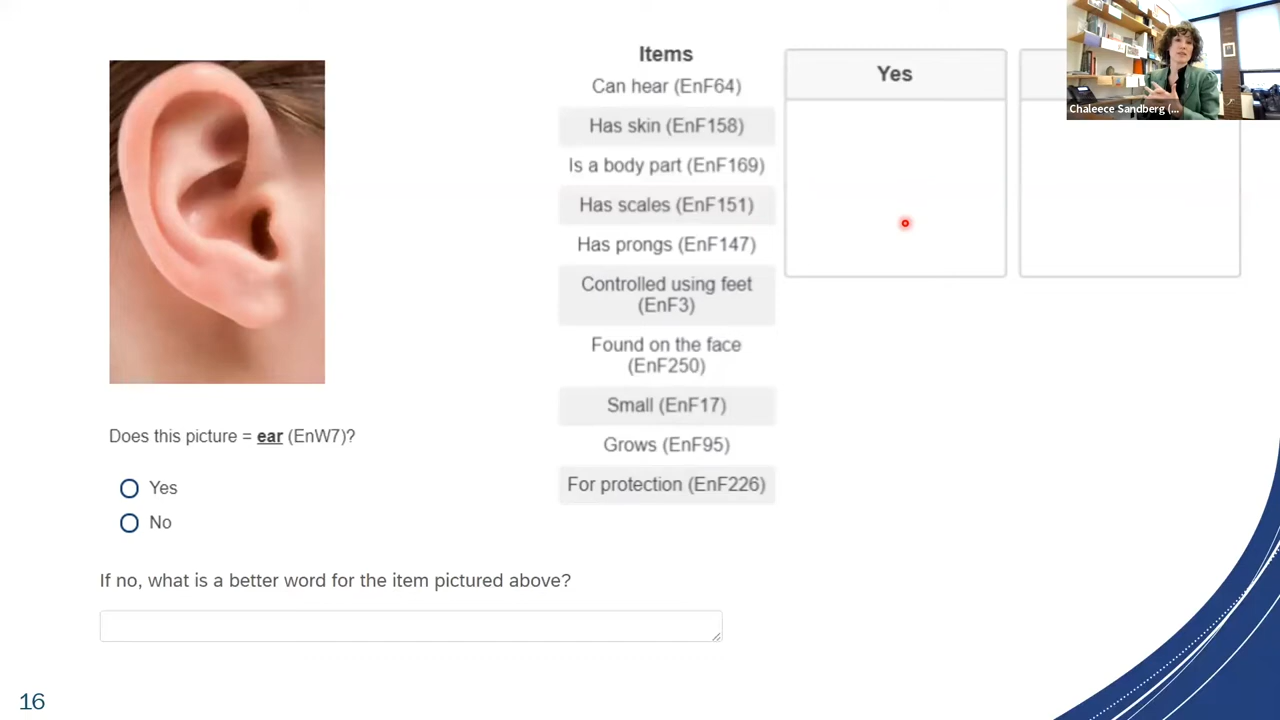 Items
Can hear (EnF64)
Has skin (EnF158)
Is a body part (EnF169)
Has scales (EnF151)
Has prongs (EnF147)
Controlled using feet
(EnF3)
Found on the face
(EnF250)
Small (EnF17)
Grows (EnF95)
For protection (EnF226)
Yes
Chaleece Sandberg (...
Does this picture = ear (EnW7)?
Yes
No
If no, what is a better word for the item pictured above?
16